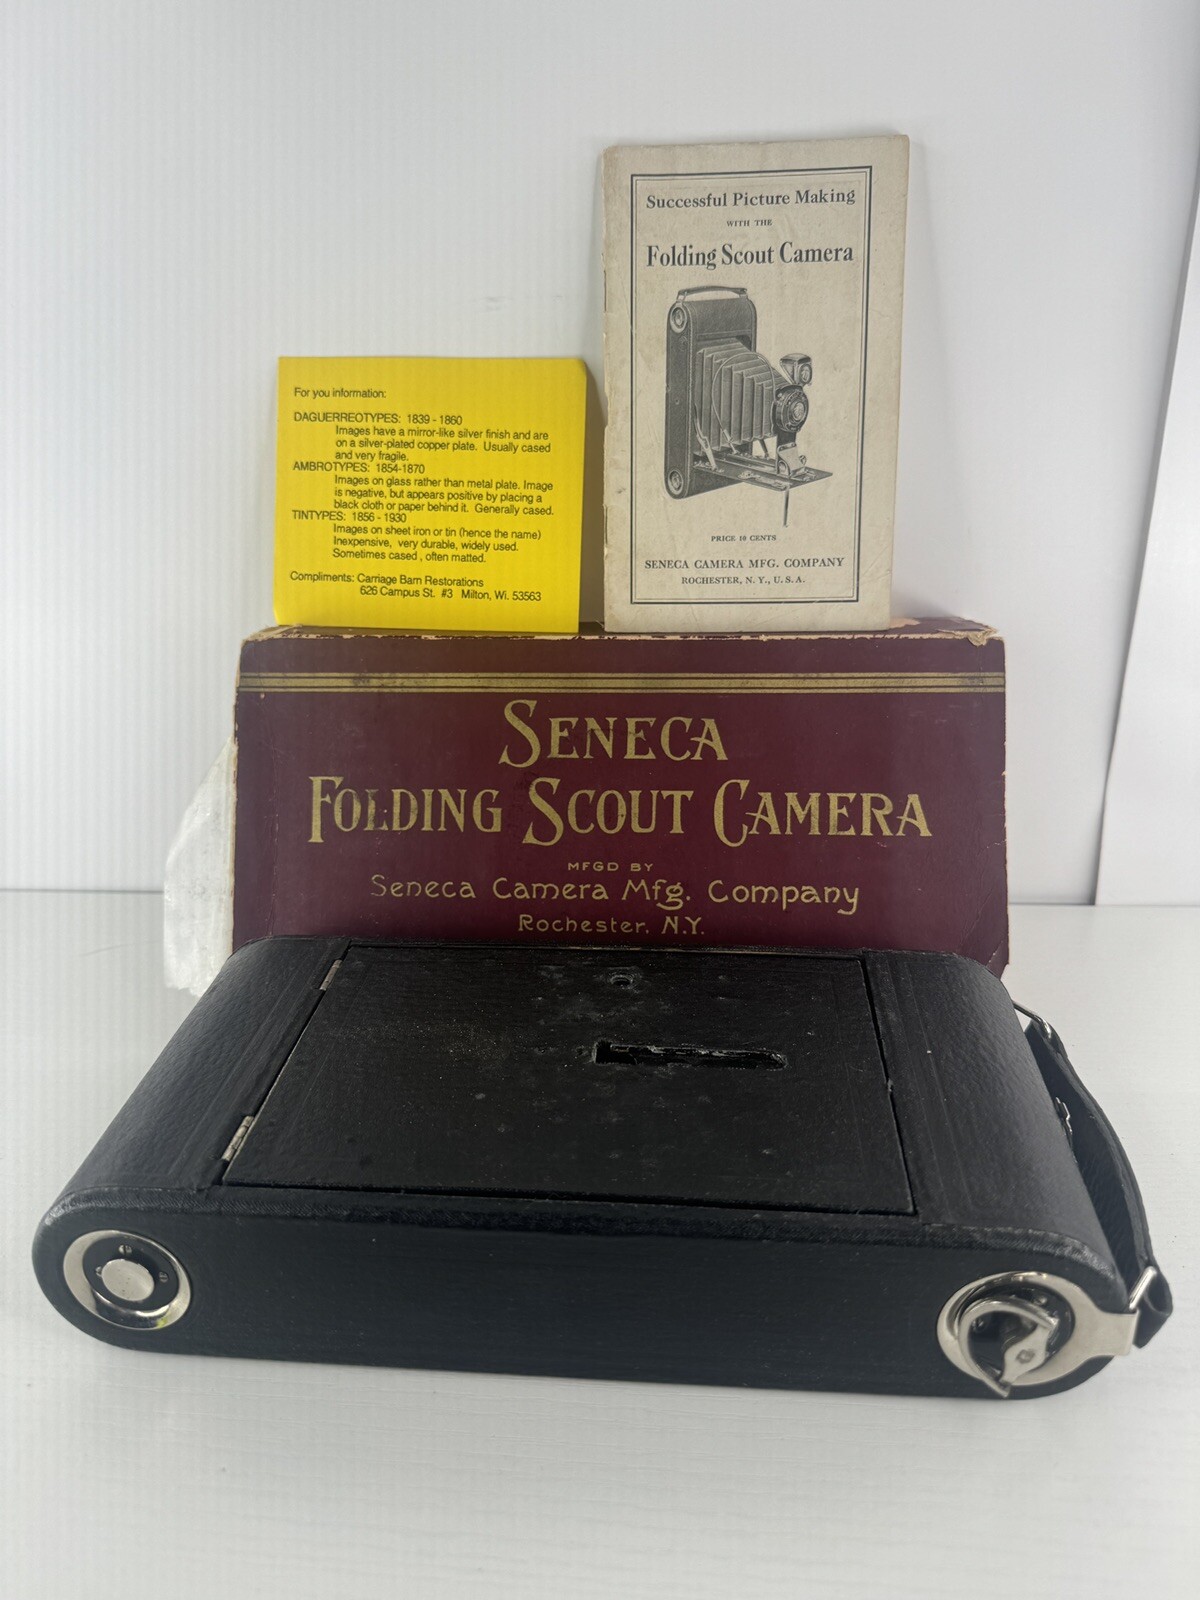 Successful Picture Making
WITH THE
Folding Scout Camera
PRICE 10 CENTS
SENECA CAMERA MFG. COMPANY
ROCHESTER, N. Y., U. S. A.
For you information:
DAGUERREOTYPES: 1839 - 1860
Images have a mirror-like silver finish and are
on a silver-plated copper plate. Usually cased
and very fragile.
AMBROTYPES: 1854-1870
Images on glass rather than metal plate. Image
is negative, but appears positive by placing a
black cloth or paper behind it. Generally cased.
TINTYPES: 1856 - 1930
Images on sheet iron or tin (hence the name)
Inexpensive, very durable, widely used.
Sometimes cased , often matted.
Compliments: Carriage Barn Restorations
626 Campus St. #3 Milton, Wi. 53563
SENECA
FOLDING SCOUT CAMERA
MFGD BY
Seneca Camera Mfg. Company
Rochester, N.Y.